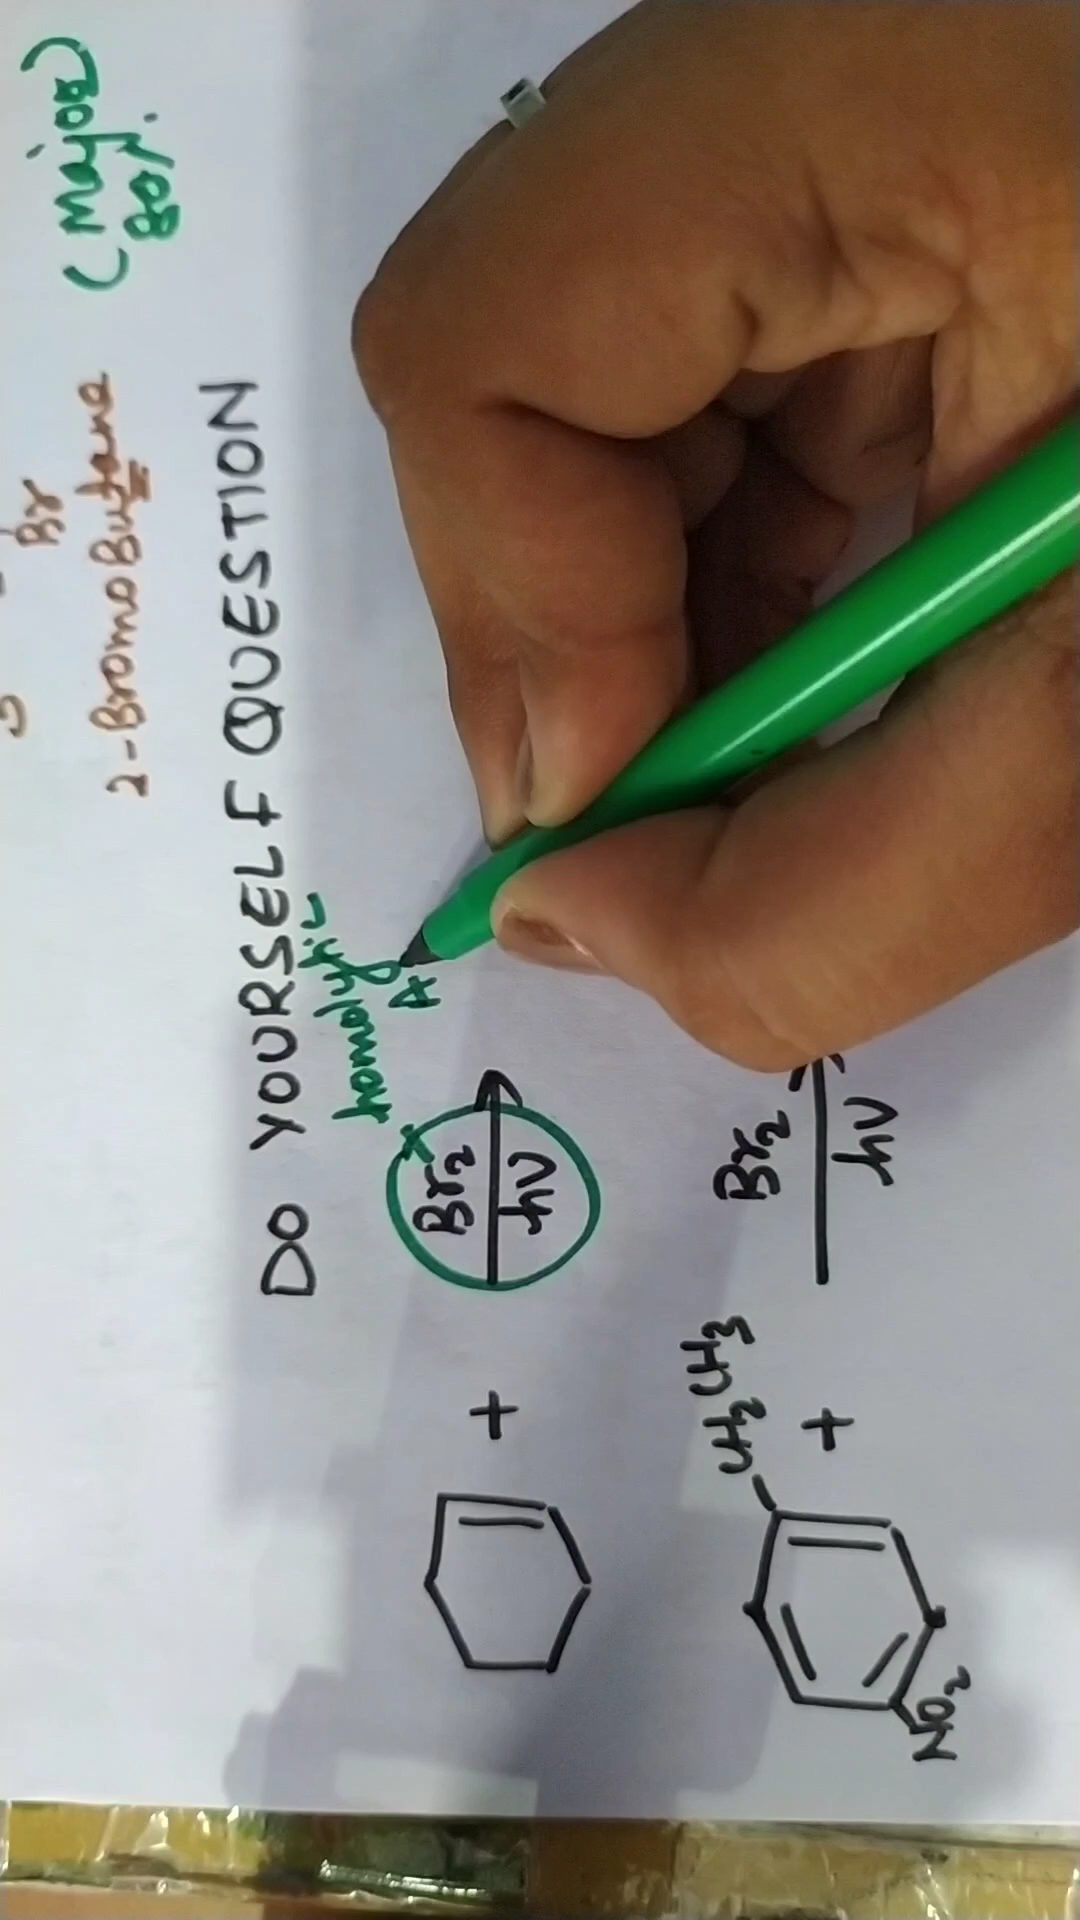 Br
2-BromoButane (Major)
80%.
DO YOURSELF QUESTION
homolytic
+ Br2
hν
CH2CH3
+ Br2
hν
NO2